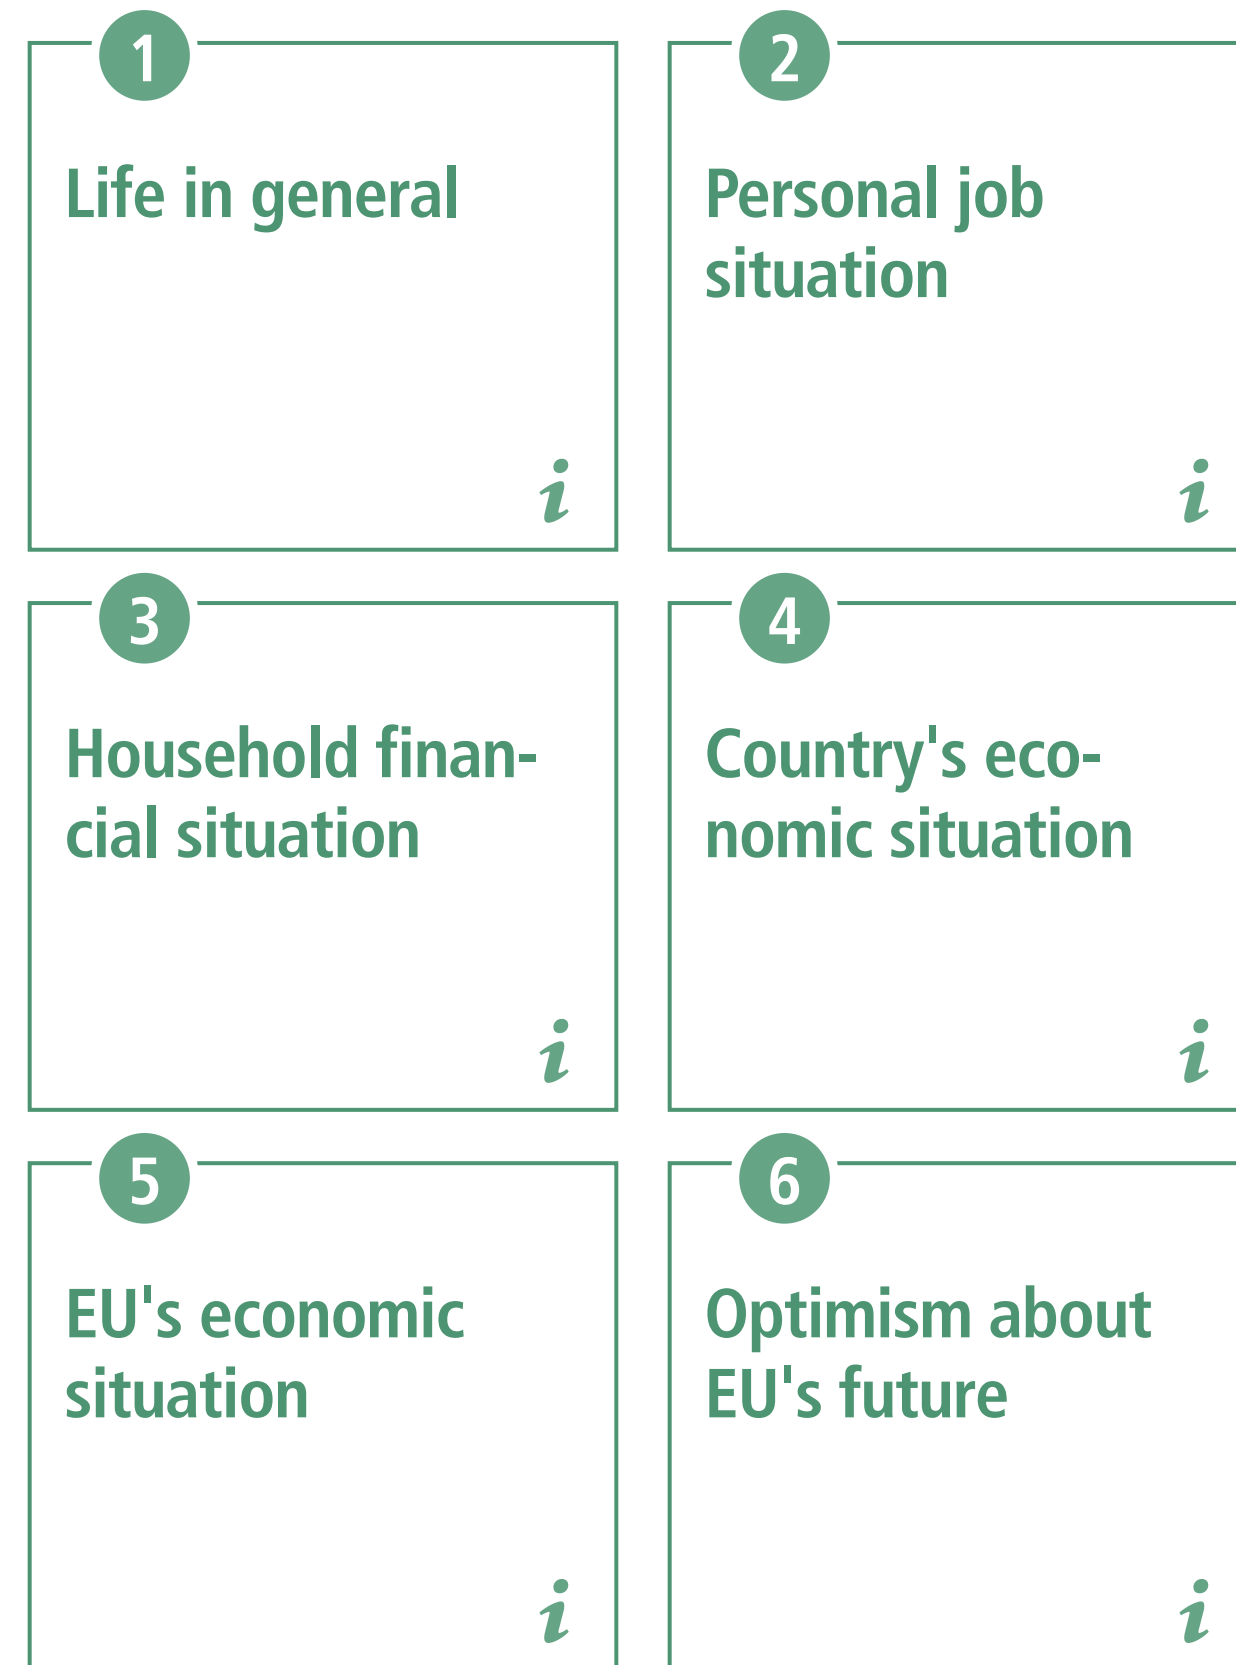 1
Life in general
i
2
Personal job
situation
i
3
Household finan-
cial situation
i
4
Country's eco-
nomic situation
i
5
EU's economic
situation
i
6
Optimism about
EU's future
i